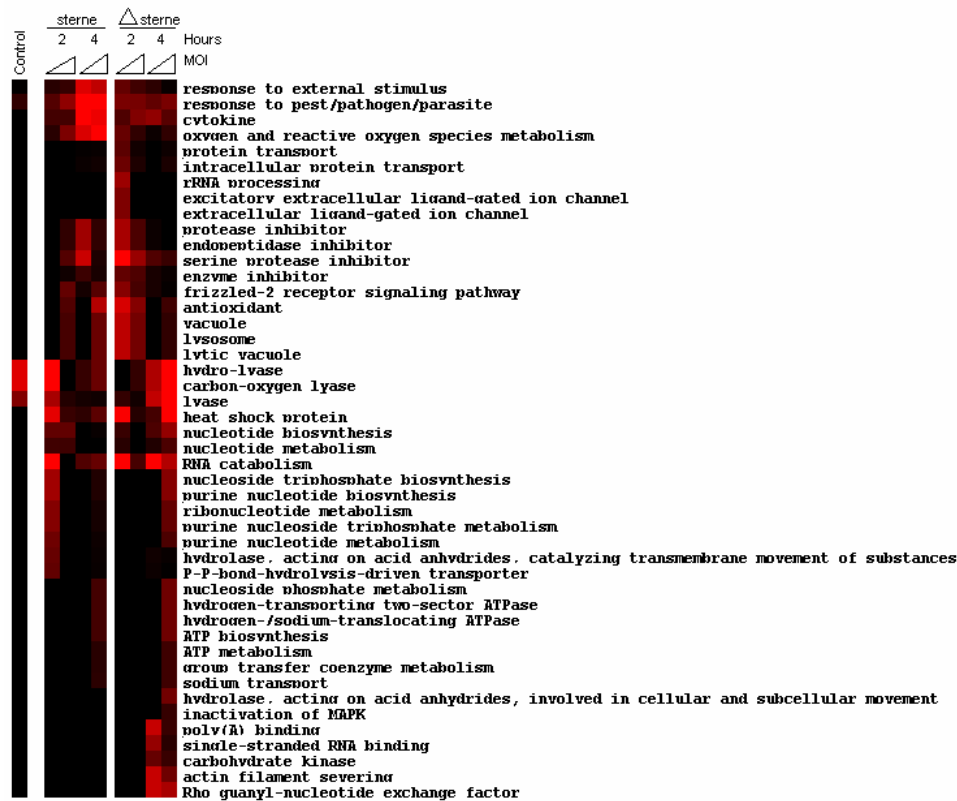 sterne △ sterne
Control 2 4 2 4 Hours
MOI
response to external stimulus
response to pest/pathogen/parasite
cytokine
oxygen and reactive oxygen species metabolism
protein transport
intracellular protein transport
rRNA processing
excitatory extracellular ligand-gated ion channel
extracellular ligand-gated ion channel
protease inhibitor
endopeptidase inhibitor
serine protease inhibitor
enzyme inhibitor
frizzled-2 receptor signaling pathway
antioxidant
vacuole
lysosome
lytic vacuole
hydro-lyase
carbon-oxygen lyase
lyase
heat shock protein
nucleotide biosynthesis
nucleotide metabolism
RNA catabolism
nucleoside triphosphate biosynthesis
purine nucleotide biosynthesis
ribonucleotide metabolism
purine nucleoside triphosphate metabolism
purine nucleotide metabolism
hydrolase, acting on acid anhydrides, catalyzing transmembrane movement of substances
P-P-bond-hydrolysis-driven transporter
nucleoside phosphate metabolism
hydrogen-transporting two-sector ATPase
hydrogen-/sodium-translocating ATPase
ATP biosynthesis
ATP metabolism
group transfer coenzyme metabolism
sodium transport
hydrolase, acting on acid anhydrides, involved in cellular and subcellular movement
inactivation of MAPK
poly(A) binding
single-stranded RNA binding
carbohydrate kinase
actin filament severing
Rho guanyl-nucleotide exchange factor